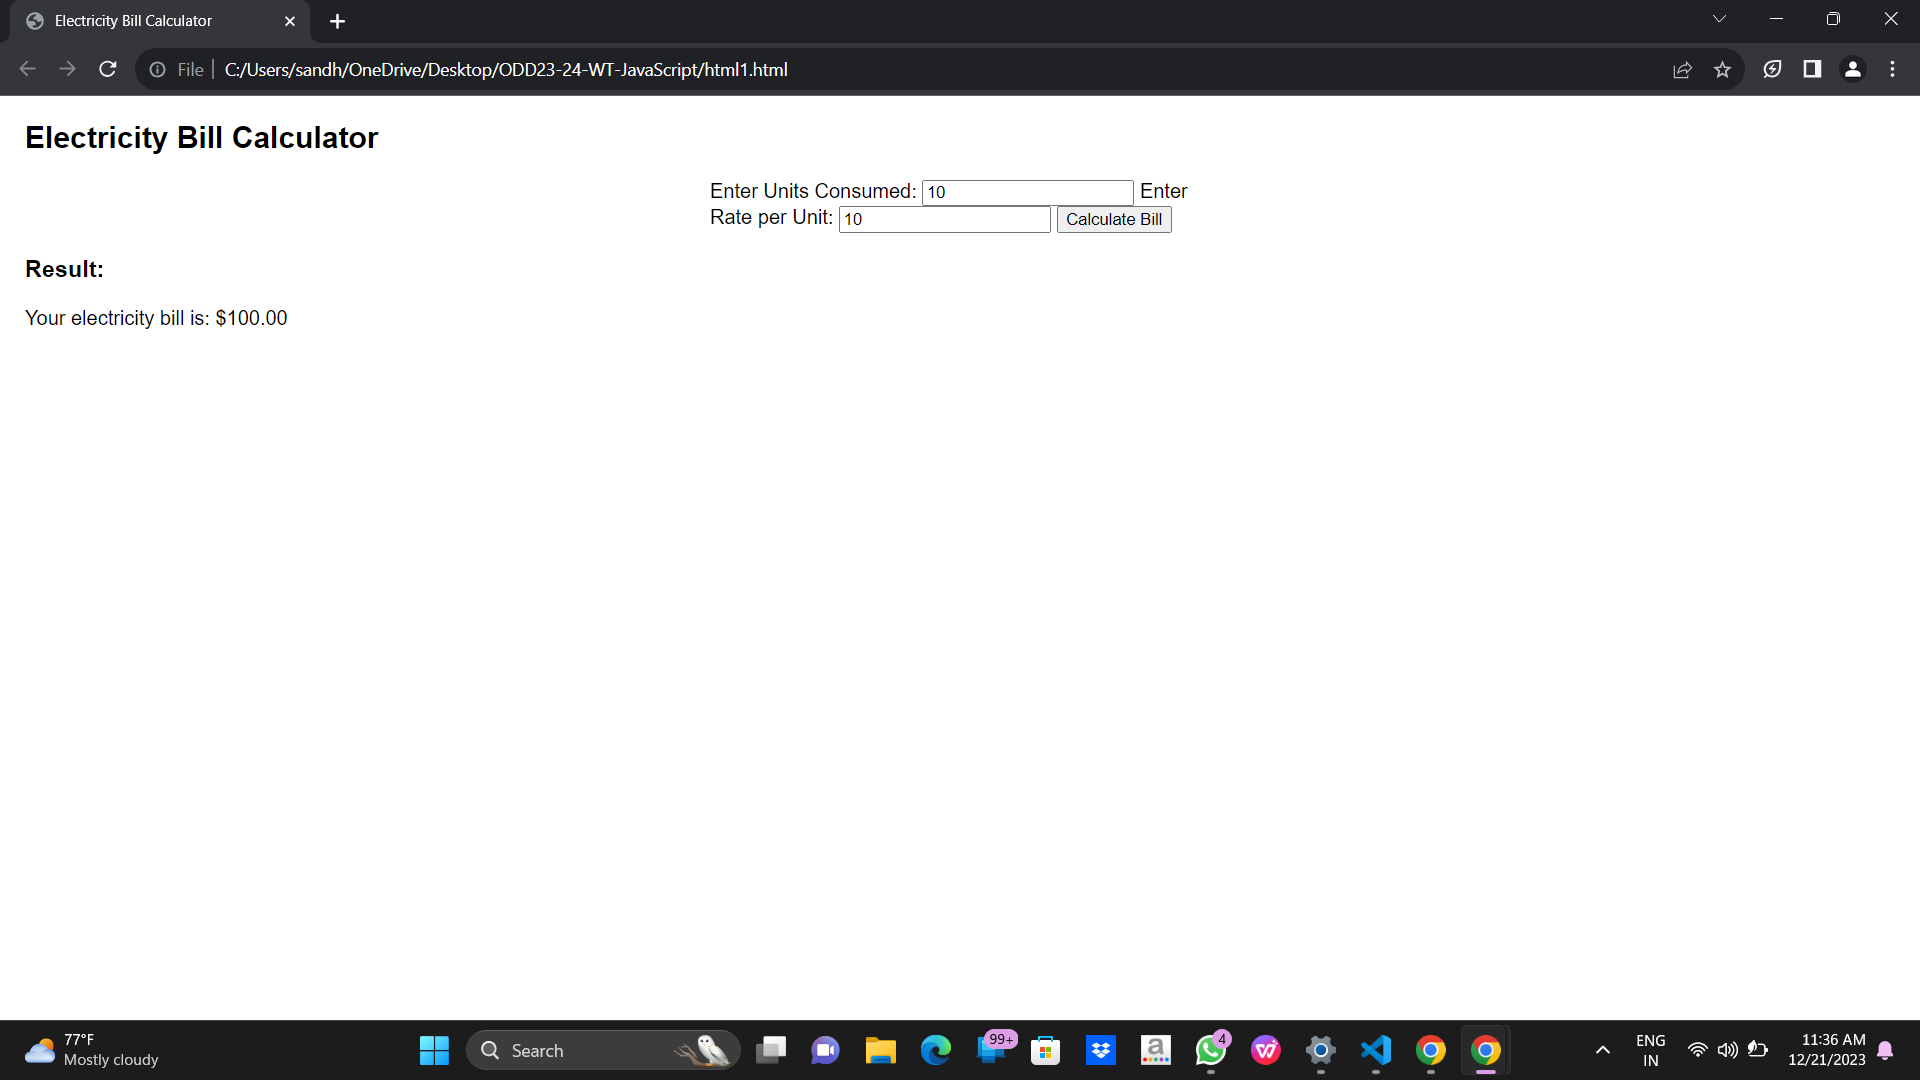 Electricity Bill Calculator
File
C:/Users/sandh/OneDrive/Desktop/ODD23-24-WT-JavaScript/html1.html
Electricity Bill Calculator
Enter Units Consumed: 10 Enter
Rate per Unit: 10 Calculate Bill
Result:
Your electricity bill is: $100.00
77°F
Mostly cloudy
Search
99+
a
4
W
ENG
IN
11:36 AM
12/21/2023